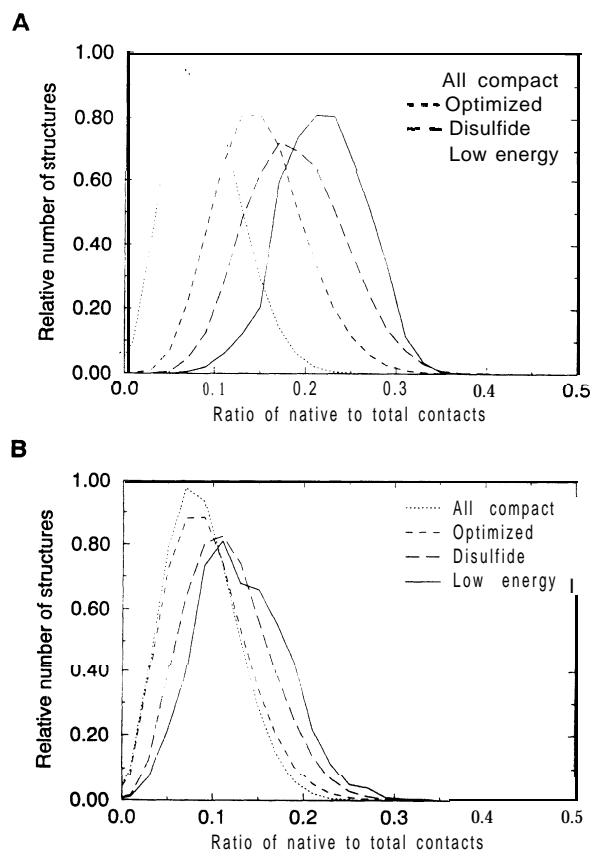 A
1.00
0.80
0.60
0.40
0.20
0.00
Relative number of structures
All compact
Optimized
Disulfide
Low energy
0.0 0.1 0.2 0.3 0.4 0.5
Ratio of native to total contacts
B
1.00
0.80
0.60
0.40
0.20
0.00
Relative number of structures
All compact
Optimized
Disulfide
Low energy
0.0 0.1 0.2 0.3 0.4 0.5
Ratio of native to total contacts